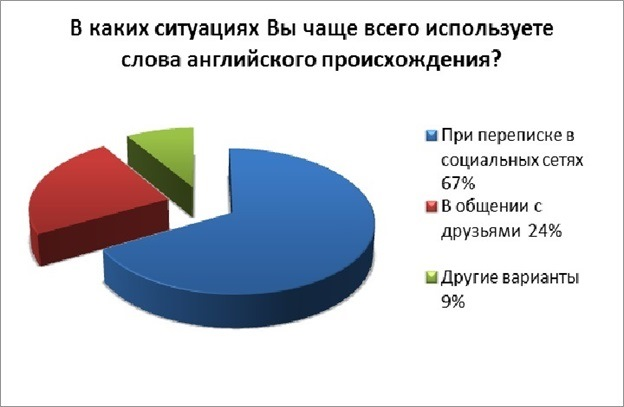 В каких ситуациях Вы чаще всего используете
слова английского происхождения?
При переписке в
социальных сетях
67%
В общении с
друзьями 24%
Другие варианты
9%